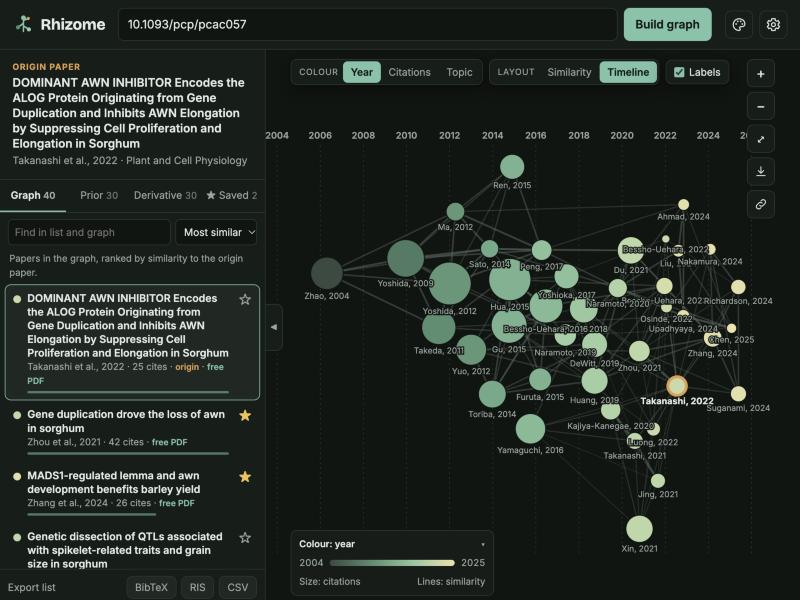 Rhizome
10.1093/pcp/pcac057
Build graph
ORIGIN PAPER
DOMINANT AWN INHIBITOR Encodes the
ALOG Protein Originating from Gene
Duplication and Inhibits AWN Elongation
by Suppressing Cell Proliferation and
Elongation in Sorghum
Takanashi et al., 2022 · Plant and Cell Physiology
Graph 40
Prior 30
Derivative 30
★ Saved 2
Find in list and graph
Most similar
Papers in the graph, ranked by similarity to the origin
paper.
DOMINANT AWN INHIBITOR Encodes
the ALOG Protein Originating from
Gene Duplication and Inhibits AWN
Elongation by Suppressing Cell
Proliferation and Elongation in Sorghum
Takanashi et al., 2022 · 25 cites · origin · free
PDF
Gene duplication drove the loss of awn
in sorghum
Zhou et al., 2021 · 42 cites · free PDF
MADS1-regulated lemma and awn
development benefits barley yield
Zhang et al., 2024 · 26 cites · free PDF
Genetic dissection of QTLs associated
with spikelet-related traits and grain
size in sorghum
Export list
BibTeX
RIS
CSV
COLOUR
Year
Citations
Topic
LAYOUT
Similarity
Timeline
Labels
2004
2006
2008
2010
2012
2014
2016
2018
2020
2022
2024
Ren, 2015
Ma, 2012
Ahmad, 2024
Sato, 2014
Peng, 2017
Du, 2021
Bessho-Uehara, 2022
Liu,
Nakamura, 2024
Zhao, 2004
Yoshida, 2009
Yoshida, 2012
Hua, 2015
Yoshioka, 2017
Naramoto, 2020
Richardson, 2024
Osinde, 2022
Takeda, 2011
Gu, 2015
Bessho-Uehara, 2016
2018
Upadhyaya, 2024
Chen, 2025
Yuo, 2012
Naramoto, 2019
DeWitt, 2019
Zhou, 2021
Zhang, 2024
Toriba, 2014
Furuta, 2015
Huang, 2019
Takanashi, 2022
Suganami, 2024
Yamaguchi, 2016
Kajiya-Kanegae, 2020
Luong, 2022
Takanashi, 2021
Jing, 2021
Xin, 2021
Colour: year
2004
2025
Size: citations
Lines: similarity